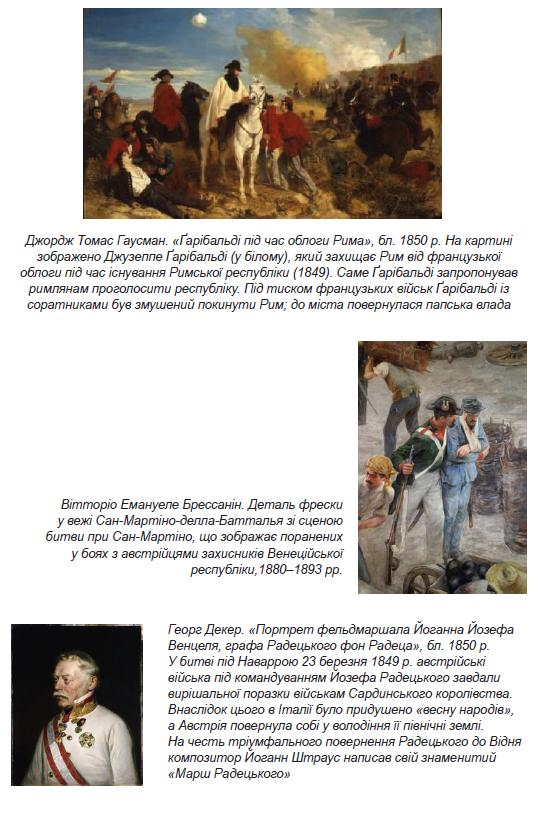 Джордж Томас Гаусман. «Ґарібальді під час облоги Рима», бл. 1850 р. На картині
зображено Джузеппе Ґарібальді (у білому), який захищає Рим від французької
облоги під час існування Римської республіки (1849). Саме Ґарібальді запропонував
римлянам проголосити республіку. Під тиском французьких військ Ґарібальді із
соратниками був змушений покинути Рим; до міста повернулася папська влада
Вітторіо Емануеле Брессанін. Деталь фрески
у вежі Сан-Мартіно-делла-Батталья зі сценою
битви при Сан-Мартіно, що зображає поранених
у боях з австрійцями захисників Венеційської
республіки,1880–1893 рр.
Георг Декер. «Портрет фельдмаршала Йоганна Йозефа
Венцеля, графа Радецького фон Радеца», бл. 1850 р.
У битві під Наваррою 23 березня 1849 р. австрійські
війська під командуванням Йозефа Радецького завдали
вирішальної поразки військам Сардинського королівства.
Внаслідок цього в Італії було придушено «весну народів»,
а Австрія повернула собі у володіння її північні землі.
На честь тріумфального повернення Радецького до Відня
композитор Йоганн Штраус написав свій знаменитий
«Марш Радецького»